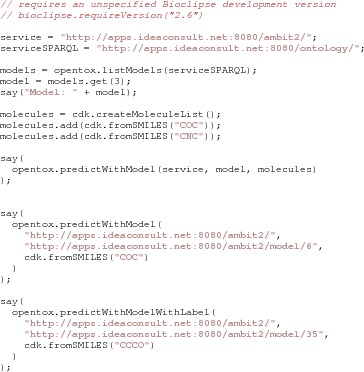 // requires an unspecified Bioclipse development version
// bioclipse.requireVersion("2.6")
service = "http://apps.ideaconsult.net:8080/ambit2/";
serviceSPARQL = "http://apps.ideaconsult.net:8080/ontology/";
models = opentox.listModels(serviceSPARQL);
model = models.get(3);
say("Model: " + model);
molecules = cdk.createMoleculeList();
molecules.add(cdk.fromSMILES("COC"));
molecules.add(cdk.fromSMILES("CNC"));
say(
opentox.predictWithModel(service, model, molecules)
);
say(
opentox.predictWithModel(
"http://apps.ideaconsult.net:8080/ambit2/",
"http://apps.ideaconsult.net:8080/ambit2/model/6",
cdk.fromSMILES("COC")
)
);
say(
opentox.predictWithModelWithLabel(
"http://apps.ideaconsult.net:8080/ambit2/",
"http://apps.ideaconsult.net:8080/ambit2/model/35",
cdk.fromSMILES("CCCO")
)
);